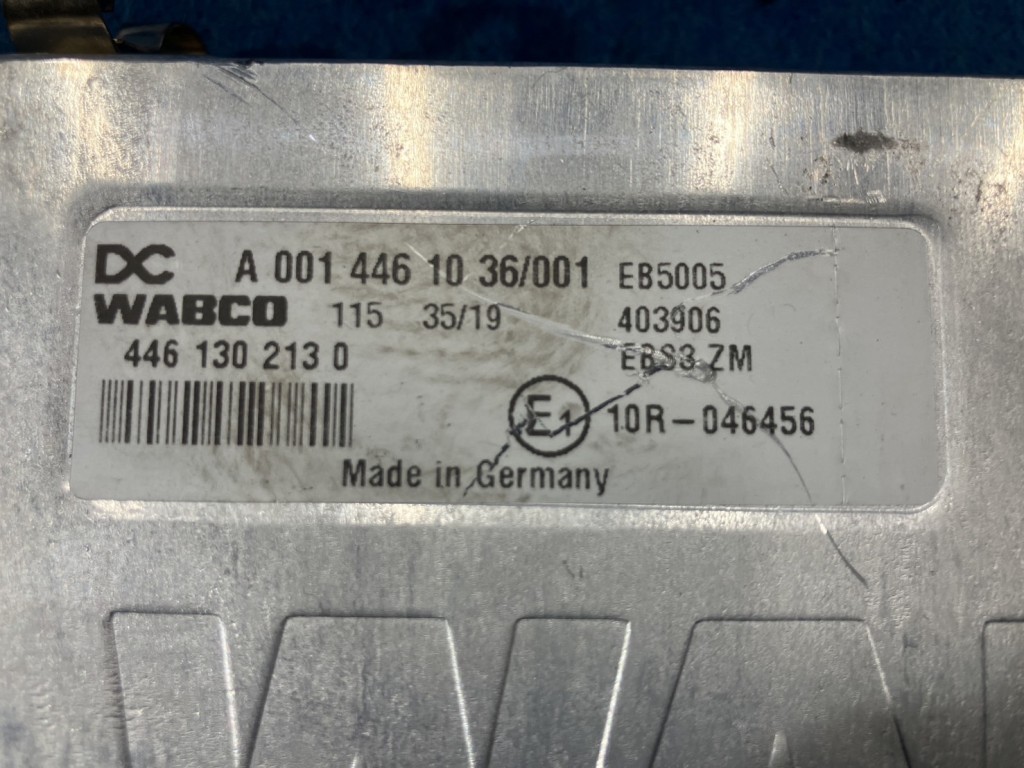 DC A 001 446 10 36/001 EB5005
WABCO 115 35/19 403906
446 130 213 0 EBS3 ZM
E1 10R-046456
Made in Germany
WA